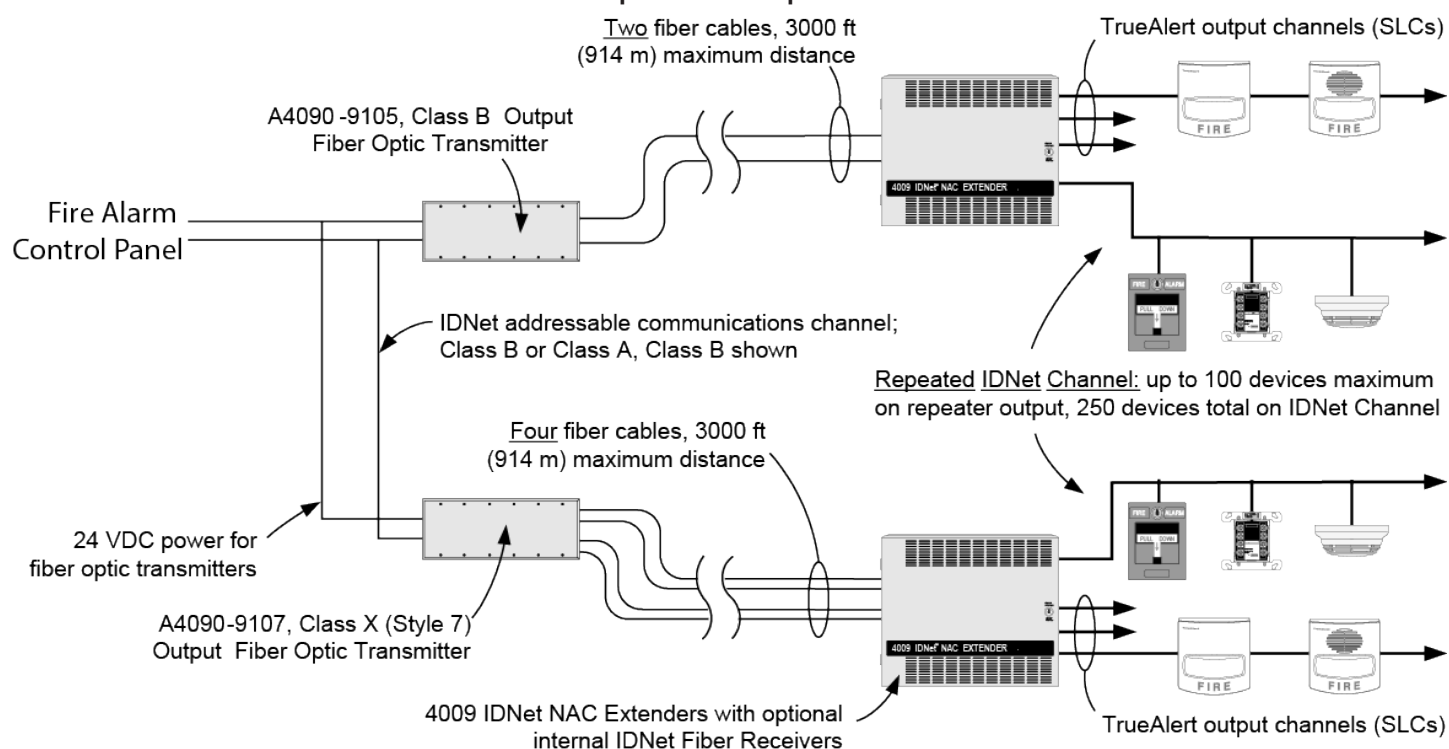 Two fiber cables, 3000 ft
(914 m) maximum distance
TrueAlert output channels (SLCs)
A4090-9105, Class B Output
Fiber Optic Transmitter
FIRE
FIRE
4009 IDNet NAC EXTENDER
Fire Alarm
Control Panel
FIRE ALARM
PULL DOWN
IDNet addressable communications channel;
Class B or Class A, Class B shown
Repeated IDNet Channel: up to 100 devices maximum
on repeater output, 250 devices total on IDNet Channel
Four fiber cables, 3000 ft
(914 m) maximum distance
FIRE ALARM
PULL DOWN
24 VDC power for
fiber optic transmitters
A4090-9107, Class X (Style 7)
Output Fiber Optic Transmitter
4009 IDNet NAC EXTENDER
FIRE
FIRE
4009 IDNet NAC Extenders with optional
internal IDNet Fiber Receivers
TrueAlert output channels (SLCs)